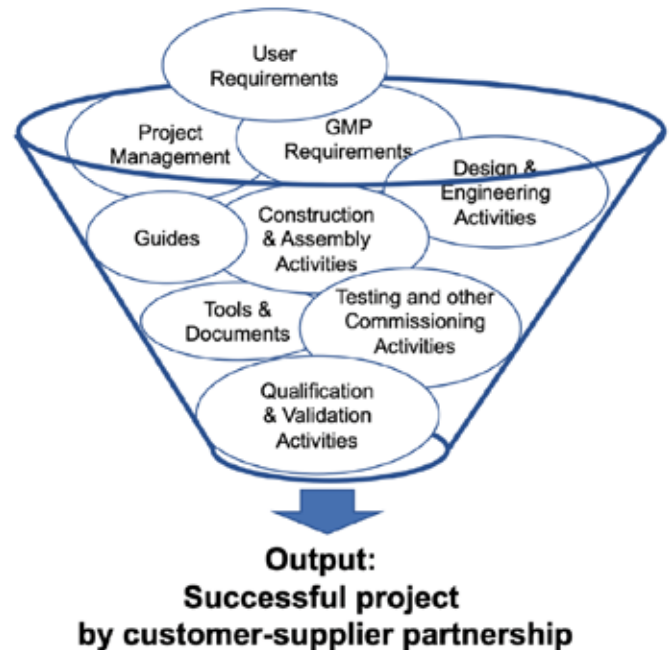 User
Requirements
Project
Management
GMP
Requirements
Design &
Engineering
Activities
Guides
Construction
& Assembly
Activities
Tools &
Documents
Testing and other
Commissioning
Activities
Qualification
& Validation
Activities
Output:
Successful project
by customer-supplier partnership